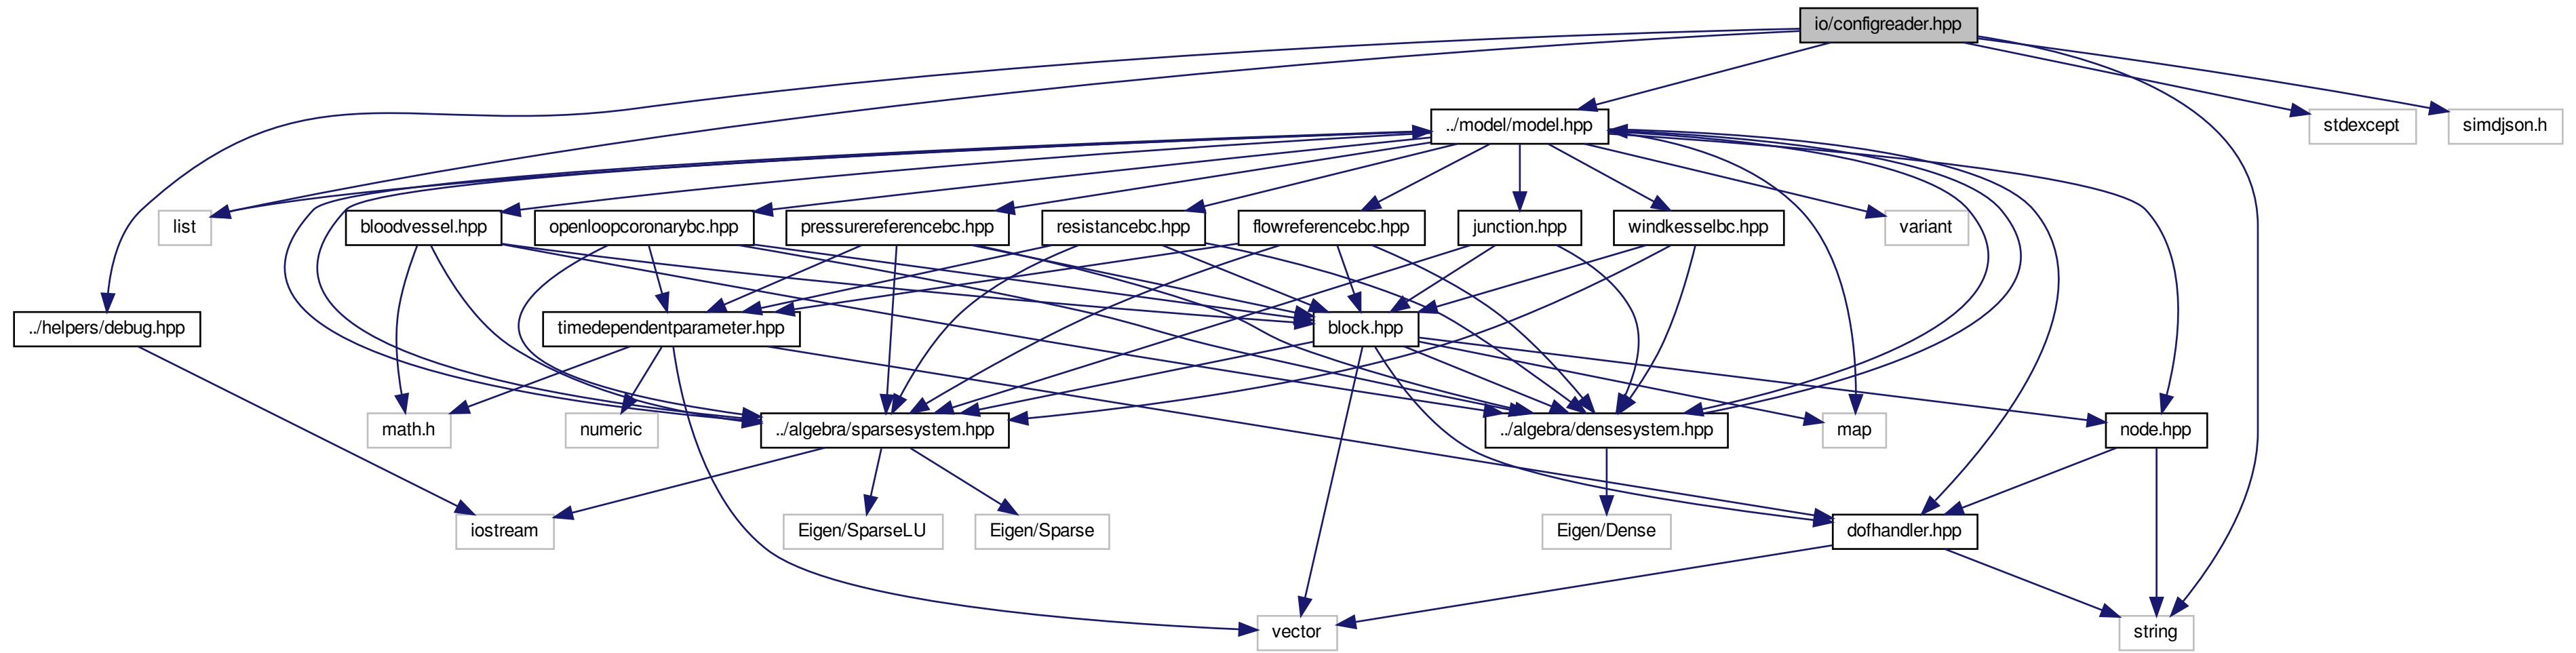 io/configreader.hpp
../model/model.hpp
stdexcept
simdjson.h
list
bloodvessel.hpp
openloopcoronarybc.hpp
pressurereferencebc.hpp
resistancebc.hpp
flowreferencebc.hpp
junction.hpp
windkesselbc.hpp
variant
../helpers/debug.hpp
timedependentparameter.hpp
block.hpp
math.h
numeric
../algebra/sparsesystem.hpp
../algebra/densesystem.hpp
map
node.hpp
iostream
Eigen/SparseLU
Eigen/Sparse
Eigen/Dense
dofhandler.hpp
vector
string